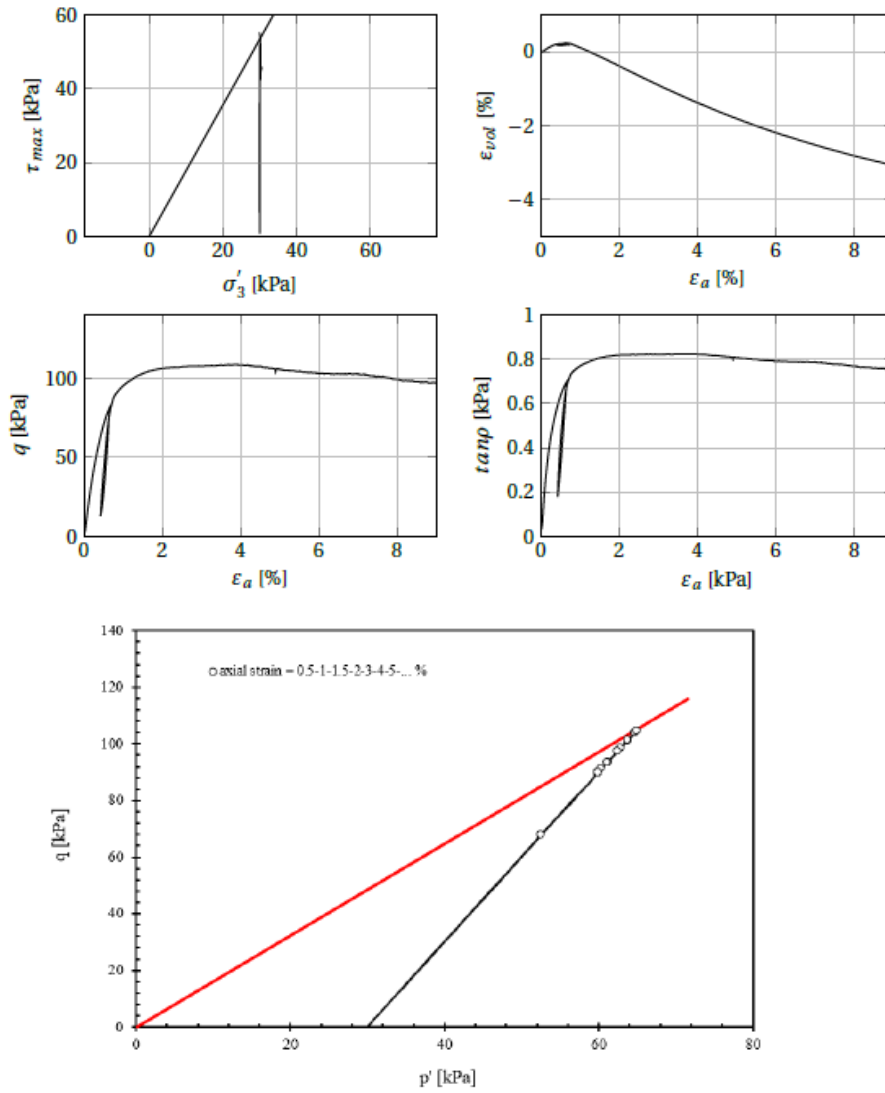 60
40
20
0
τmax [kPa]
0 20 40 60
σ′3 [kPa]
0
−2
−4
εvol [%]
0 2 4 6 8
εa [%]
100
50
0
q [kPa]
0 2 4 6 8
εa [%]
1
0.8
0.6
0.4
0.2
0
tanρ [kPa]
0 2 4 6 8
εa [kPa]
140
120
100
80
60
40
20
0
q [kPa]
axial strain = 0.5-1-1.5-2-3-4-5-... %
0 20 40 60 80
p' [kPa]